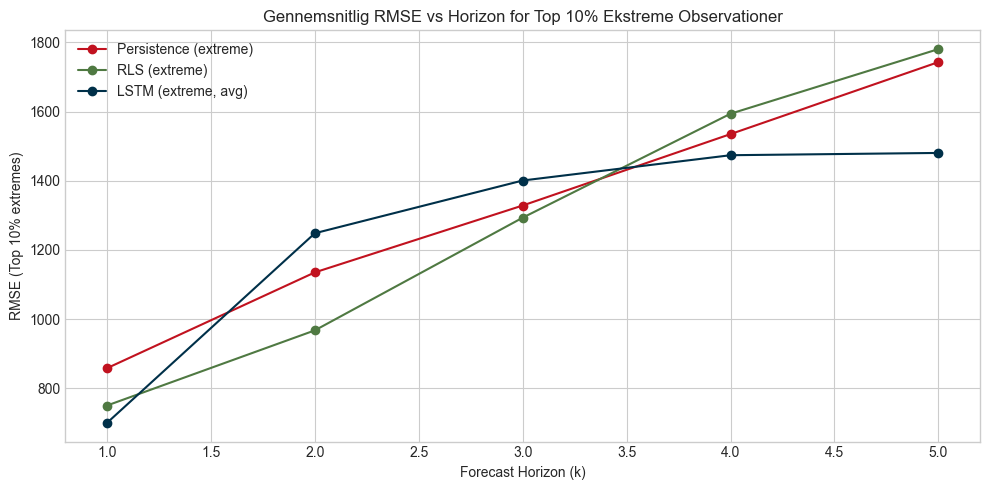 Gennemsnitlig RMSE vs Horizon for Top 10% Ekstreme Observationer
Persistence (extreme)
RLS (extreme)
LSTM (extreme, avg)
RMSE (Top 10% extremes)
1800
1600
1400
1200
1000
800
1.0 1.5 2.0 2.5 3.0 3.5 4.0 4.5 5.0
Forecast Horizon (k)